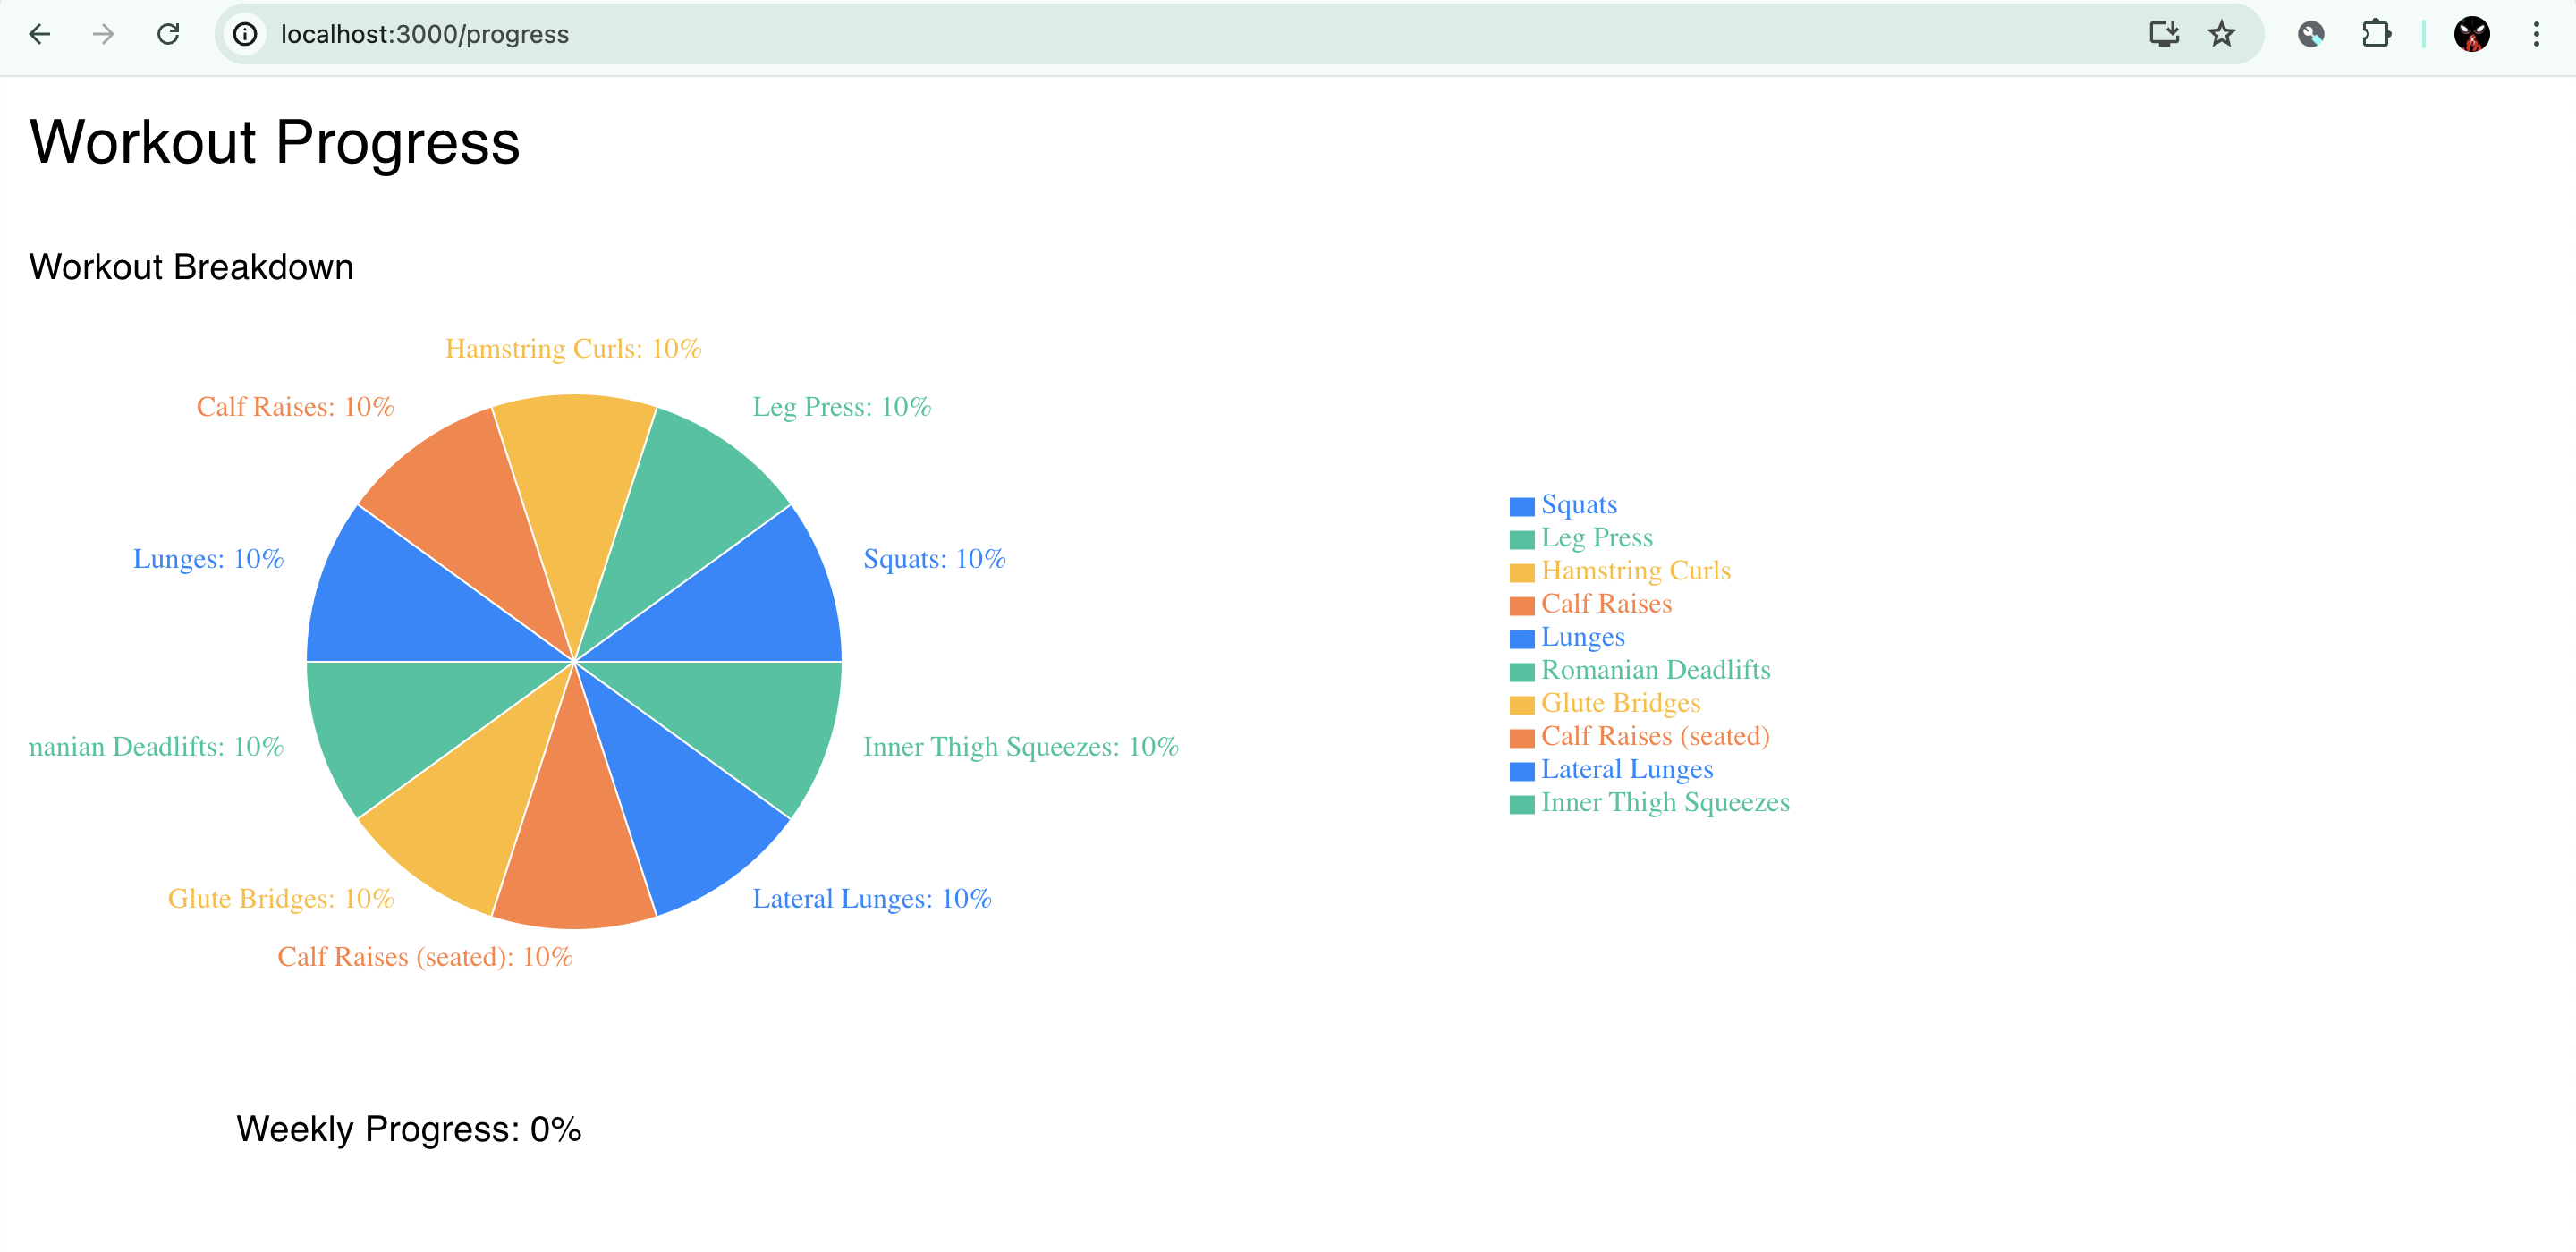 localhost:3000/progress
Workout Progress
Workout Breakdown
Hamstring Curls: 10%
Calf Raises: 10%
Leg Press: 10%
Lunges: 10%
Squats: 10%
manian Deadlifts: 10%
Inner Thigh Squeezes: 10%
Glute Bridges: 10%
Lateral Lunges: 10%
Calf Raises (seated): 10%
Squats
Leg Press
Hamstring Curls
Calf Raises
Lunges
Romanian Deadlifts
Glute Bridges
Calf Raises (seated)
Lateral Lunges
Inner Thigh Squeezes
Weekly Progress: 0%